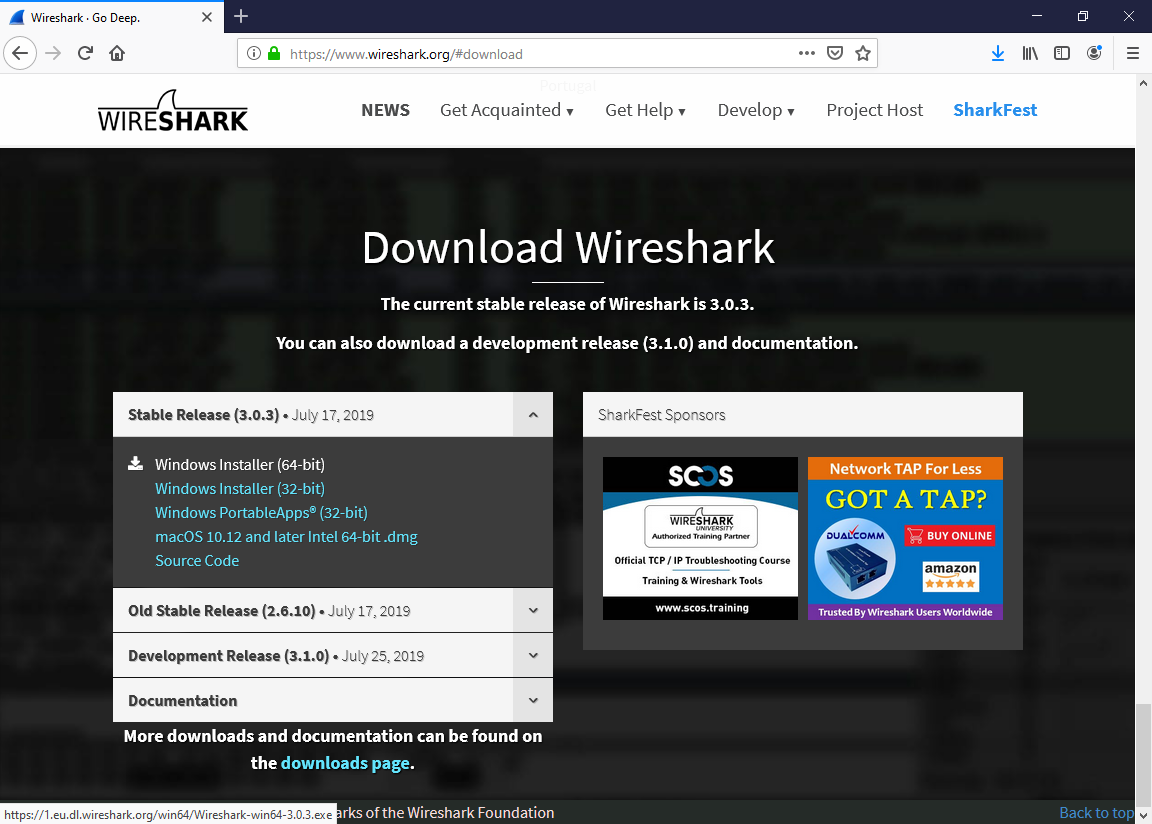 Wireshark · Go Deep.
https://www.wireshark.org/#download
Portugal
WIRESHARK
NEWS
Get Acquainted ▾
Get Help ▾
Develop ▾
Project Host
SharkFest
Download Wireshark
The current stable release of Wireshark is 3.0.3.
You can also download a development release (3.1.0) and documentation.
Stable Release (3.0.3) • July 17, 2019
Windows Installer (64-bit)
Windows Installer (32-bit)
Windows PortableApps® (32-bit)
macOS 10.12 and later Intel 64-bit .dmg
Source Code
Old Stable Release (2.6.10) • July 17, 2019
Development Release (3.1.0) • July 25, 2019
Documentation
More downloads and documentation can be found on
the downloads page.
SharkFest Sponsors
SCOS
WIRESHARK
UNIVERSITY
Authorized Training Partner
Official TCP / IP Troubleshooting Course
Training & Wireshark Tools
www.scos.training
Network TAP For Less
GOT A TAP?
DUALCOMM
BUY ONLINE
amazon
Trusted By Wireshark Users Worldwide
https://1.eu.dl.wireshark.org/win64/Wireshark-win64-3.0.3.exe
arks of the Wireshark Foundation
Back to top